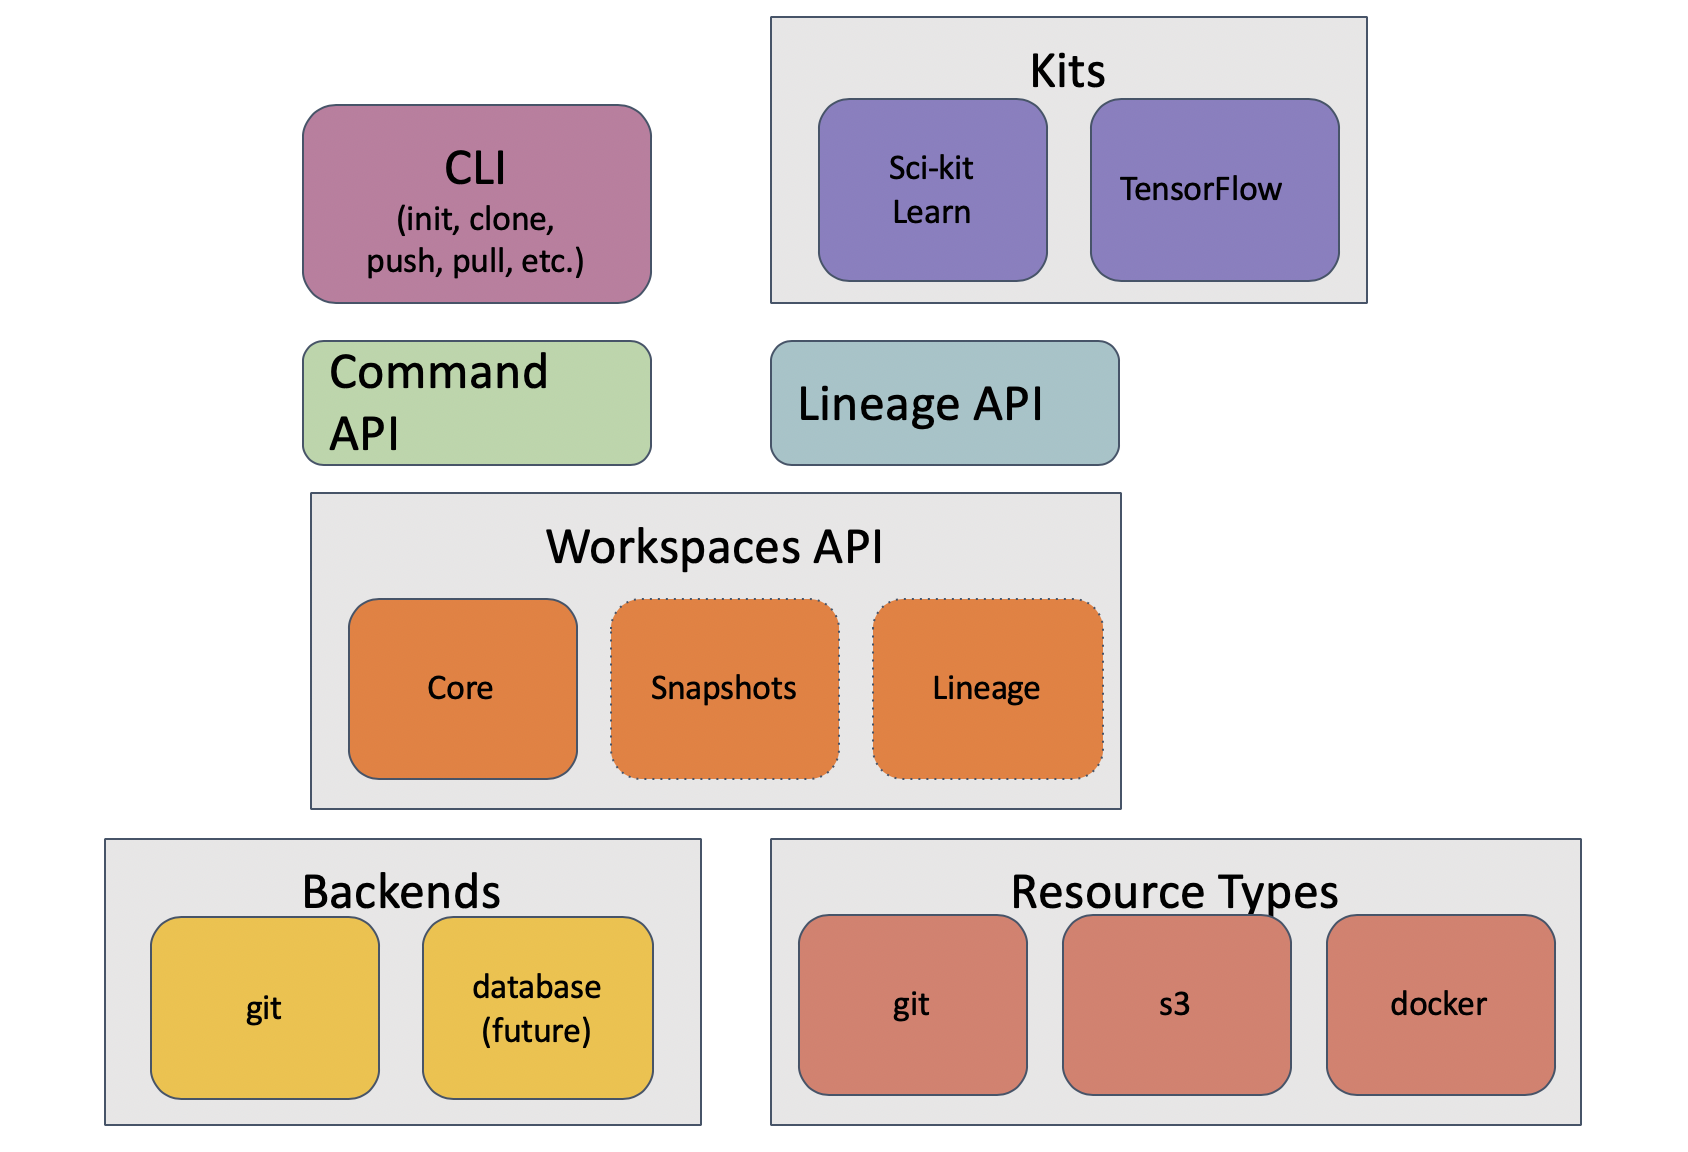 Kits
CLI
(init, clone,
push, pull, etc.)
Sci-kit
Learn
TensorFlow
Command
API
Lineage API
Workspaces API
Core
Snapshots
Lineage
Backends
git
database
(future)
Resource Types
git
s3
docker